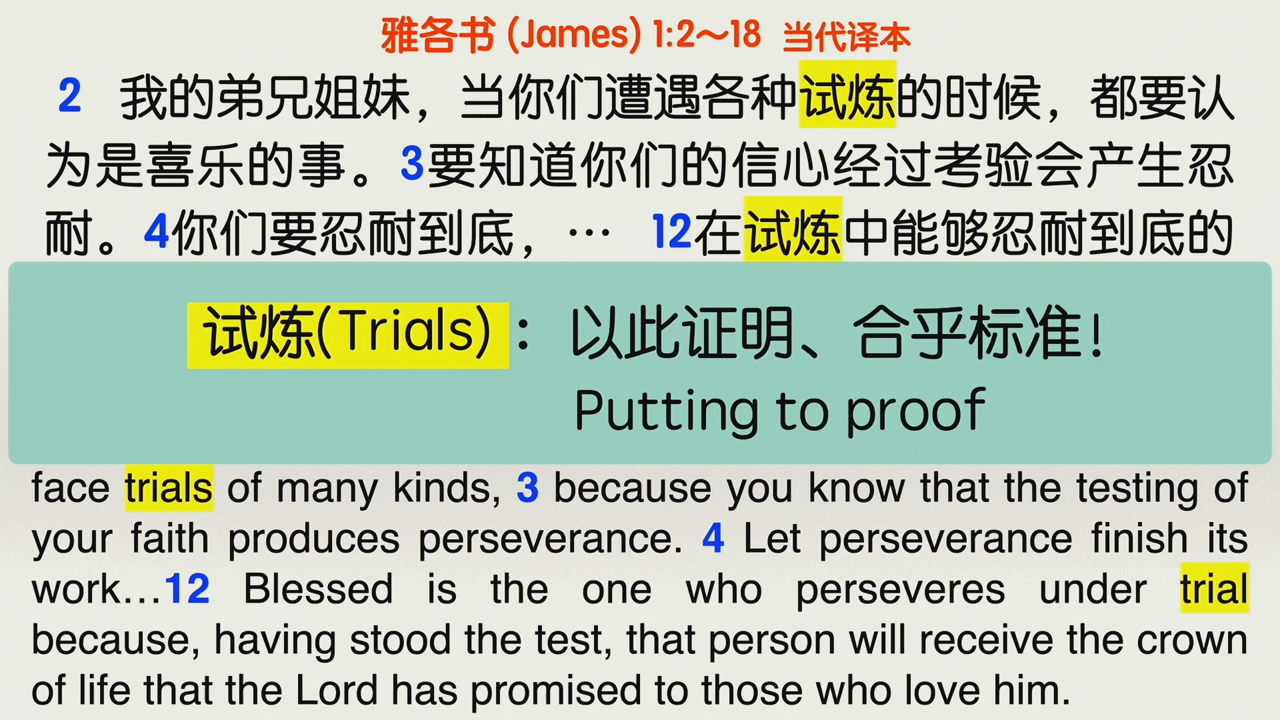 雅各书 (James) 1:2～18 当代译本
2 我的弟兄姐妹，当你们遭遇各种试炼的时候，都要认
为是喜乐的事。3要知道你们的信心经过考验会产生忍
耐。4你们要忍耐到底，… 12在试炼中能够忍耐到底的
试炼(Trials)：以此证明、合乎标准!
Putting to proof
face trials of many kinds, 3 because you know that the testing of
your faith produces perseverance. 4 Let perseverance finish its
work…12 Blessed is the one who perseveres under trial
because, having stood the test, that person will receive the crown
of life that the Lord has promised to those who love him.